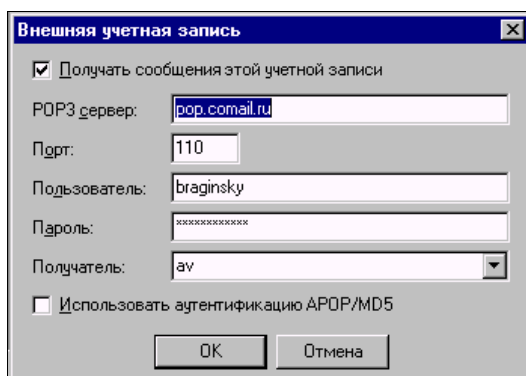 Внешняя учетная запись
Получать сообщения этой учетной записи
POP3 сервер: pop.comail.ru
Порт: 110
Пользователь: braginsky
Пароль: xxxxxxxxxxxx
Получатель: av
Использовать аутентификацию APOP/MD5
OK Отмена